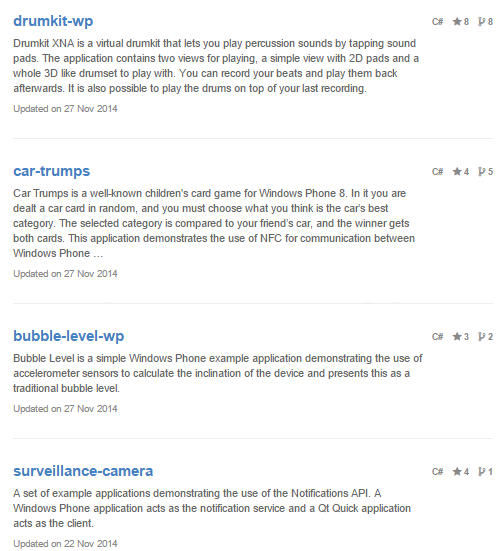 drumkit-wp
C# 8 8
Drumkit XNA is a virtual drumkit that lets you play percussion sounds by tapping sound
pads. The application contains two views for playing, a simple view with 2D pads and a
whole 3D like drumset to play with. You can record your beats and play them back
afterwards. It is also possible to play the drums on top of your last recording.
Updated on 27 Nov 2014
car-trumps
C# 4 5
Car Trumps is a well-known children's card game for Windows Phone 8. In it you are
dealt a car card in random, and you must choose what you think is the car's best
category. The selected category is compared to your friend's car, and the winner gets
both cards. This application demonstrates the use of NFC for communication between
Windows Phone …
Updated on 27 Nov 2014
bubble-level-wp
C# 3 2
Bubble Level is a simple Windows Phone example application demonstrating the use of
accelerometer sensors to calculate the inclination of the device and presents this as a
traditional bubble level.
Updated on 27 Nov 2014
surveillance-camera
C# 4 1
A set of example applications demonstrating the use of the Notifications API. A
Windows Phone application acts as the notification service and a Qt Quick application
acts as the client.
Updated on 22 Nov 2014